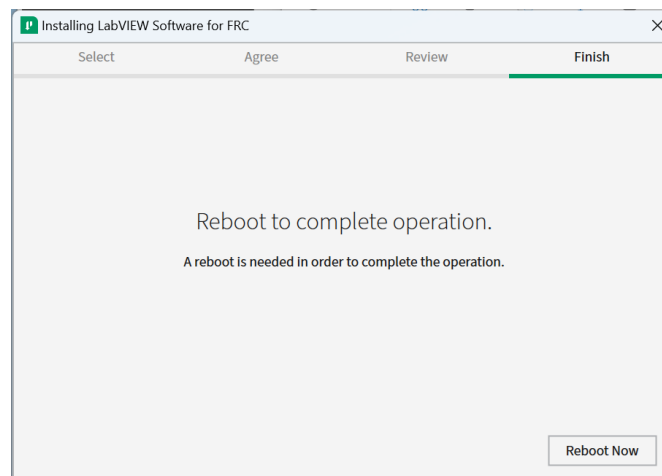 Installing LabVIEW Software for FRC
Select
Agree
Review
Finish
Reboot to complete operation.
A reboot is needed in order to complete the operation.
Reboot Now